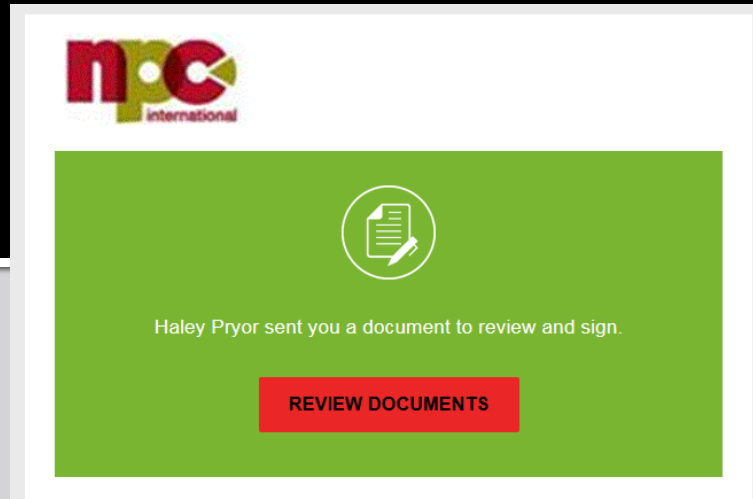 npc
international
Haley Pryor sent you a document to review and sign.
REVIEW DOCUMENTS